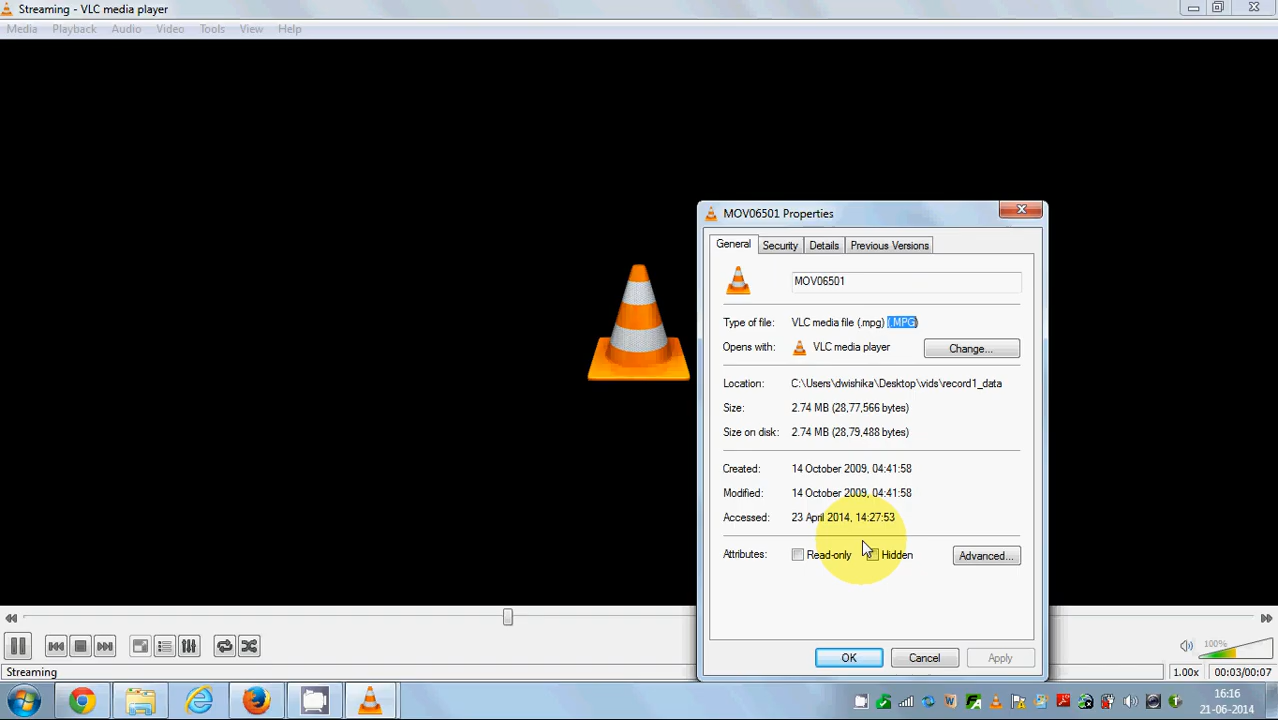 Streaming - VLC media player
Media Playback Audio Video Tools View Help
MOV06501 Properties
General Security Details Previous Versions
MOV06501
Type of file: VLC media file (.mpg) (.MPG)
Opens with: VLC media player Change...
Location: C:\Users\dwishika\Desktop\vids\record1_data
Size: 2.74 MB (28,77,566 bytes)
Size on disk: 2.74 MB (28,79,488 bytes)
Created: 14 October 2009, 04:41:58
Modified: 14 October 2009, 04:41:58
Accessed: 23 April 2014, 14:27:53
Attributes: Read-only Hidden Advanced...
OK Cancel Apply
100%
Streaming 1.00x 00:03/00:07
16:16
21-06-2014